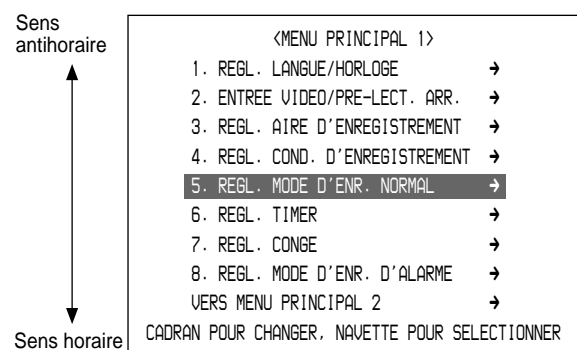 Sens
antihoraire
<MENU PRINCIPAL 1>
1. REGL. LANGUE/HORLOGE →
2. ENTREE VIDEO/PRE-LECT. ARR. →
3. REGL. AIRE D'ENREGISTREMENT →
4. REGL. COND. D'ENREGISTREMENT →
5. REGL. MODE D'ENR. NORMAL →
6. REGL. TIMER →
7. REGL. CONGE →
8. REGL. MODE D'ENR. D'ALARME →
VERS MENU PRINCIPAL 2 →
CADRAN POUR CHANGER, NAVETTE POUR SELECTIONNER
Sens horaire